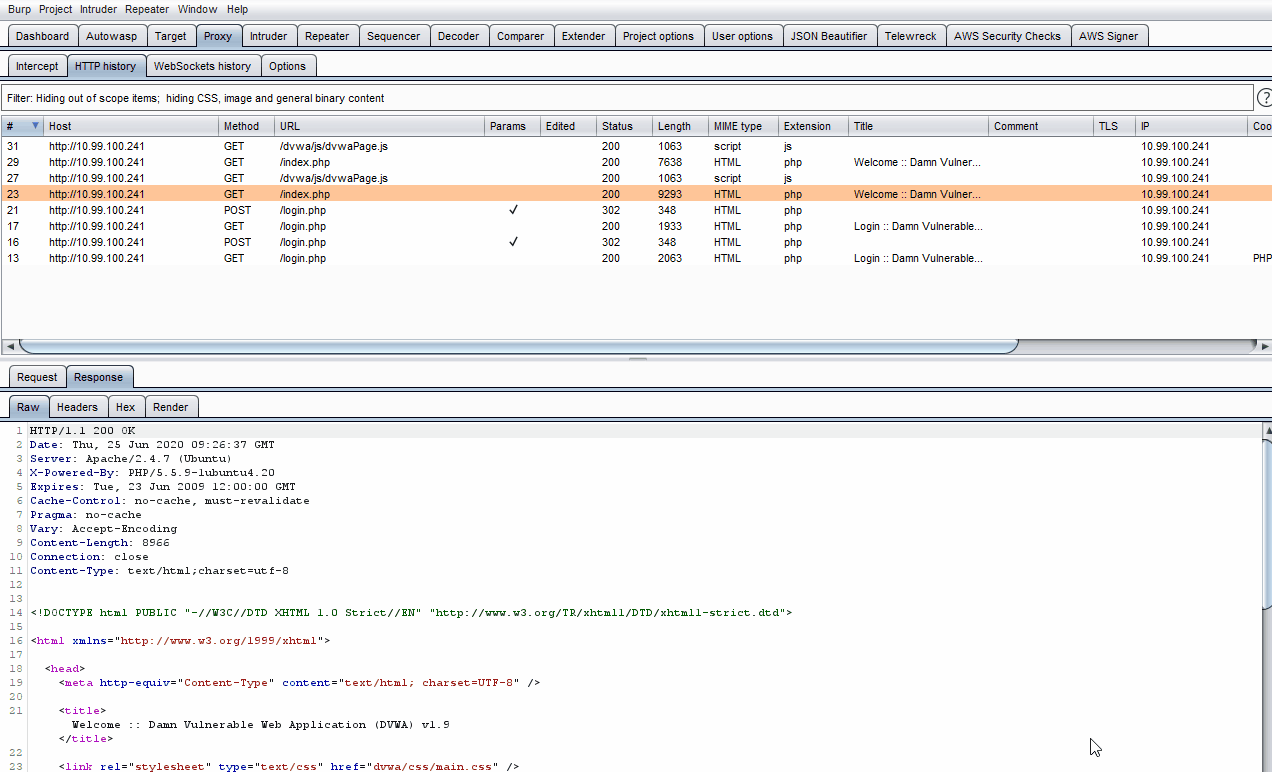 Burp Project Intruder Repeater Window Help
Dashboard Autowasp Target Proxy Intruder Repeater Sequencer Decoder Comparer Extender Project options User options JSON Beautifier Telewreck AWS Security Checks AWS Signer
Intercept HTTP history WebSockets history Options
Filter: Hiding out of scope items; hiding CSS, image and general binary content ?
# Host Method URL Params Edited Status Length MIME type Extension Title Comment TLS IP Coo
31 http://10.99.100.241 GET /dvwa/js/dvwaPage.js 200 1063 script js 10.99.100.241
29 http://10.99.100.241 GET /index.php 200 7638 HTML php Welcome :: Damn Vulner... 10.99.100.241
27 http://10.99.100.241 GET /dvwa/js/dvwaPage.js 200 1063 script js 10.99.100.241
23 http://10.99.100.241 GET /index.php 200 9293 HTML php Welcome :: Damn Vulner... 10.99.100.241
21 http://10.99.100.241 POST /login.php ✓ 302 348 HTML php 10.99.100.241
17 http://10.99.100.241 GET /login.php 200 1933 HTML php Login :: Damn Vulnerable... 10.99.100.241
16 http://10.99.100.241 POST /login.php ✓ 302 348 HTML php 10.99.100.241
13 http://10.99.100.241 GET /login.php 200 2063 HTML php Login :: Damn Vulnerable... 10.99.100.241 PHP
Request Response
Raw Headers Hex Render
1 HTTP/1.1 200 OK
2 Date: Thu, 25 Jun 2020 09:26:37 GMT
3 Server: Apache/2.4.7 (Ubuntu)
4 X-Powered-By: PHP/5.5.9-1ubuntu4.20
5 Expires: Tue, 23 Jun 2009 12:00:00 GMT
6 Cache-Control: no-cache, must-revalidate
7 Pragma: no-cache
8 Vary: Accept-Encoding
9 Content-Length: 8966
10 Connection: close
11 Content-Type: text/html;charset=utf-8
12
13
14 <!DOCTYPE html PUBLIC "-//W3C//DTD XHTML 1.0 Strict//EN" "http://www.w3.org/TR/xhtml1/DTD/xhtml1-strict.dtd">
15
16 <html xmlns="http://www.w3.org/1999/xhtml">
17
18 <head>
19 <meta http-equiv="Content-Type" content="text/html; charset=UTF-8" />
20
21 <title>
Welcome :: Damn Vulnerable Web Application (DVWA) v1.9
</title>
22
23 <link rel="stylesheet" type="text/css" href="dvwa/css/main.css" />